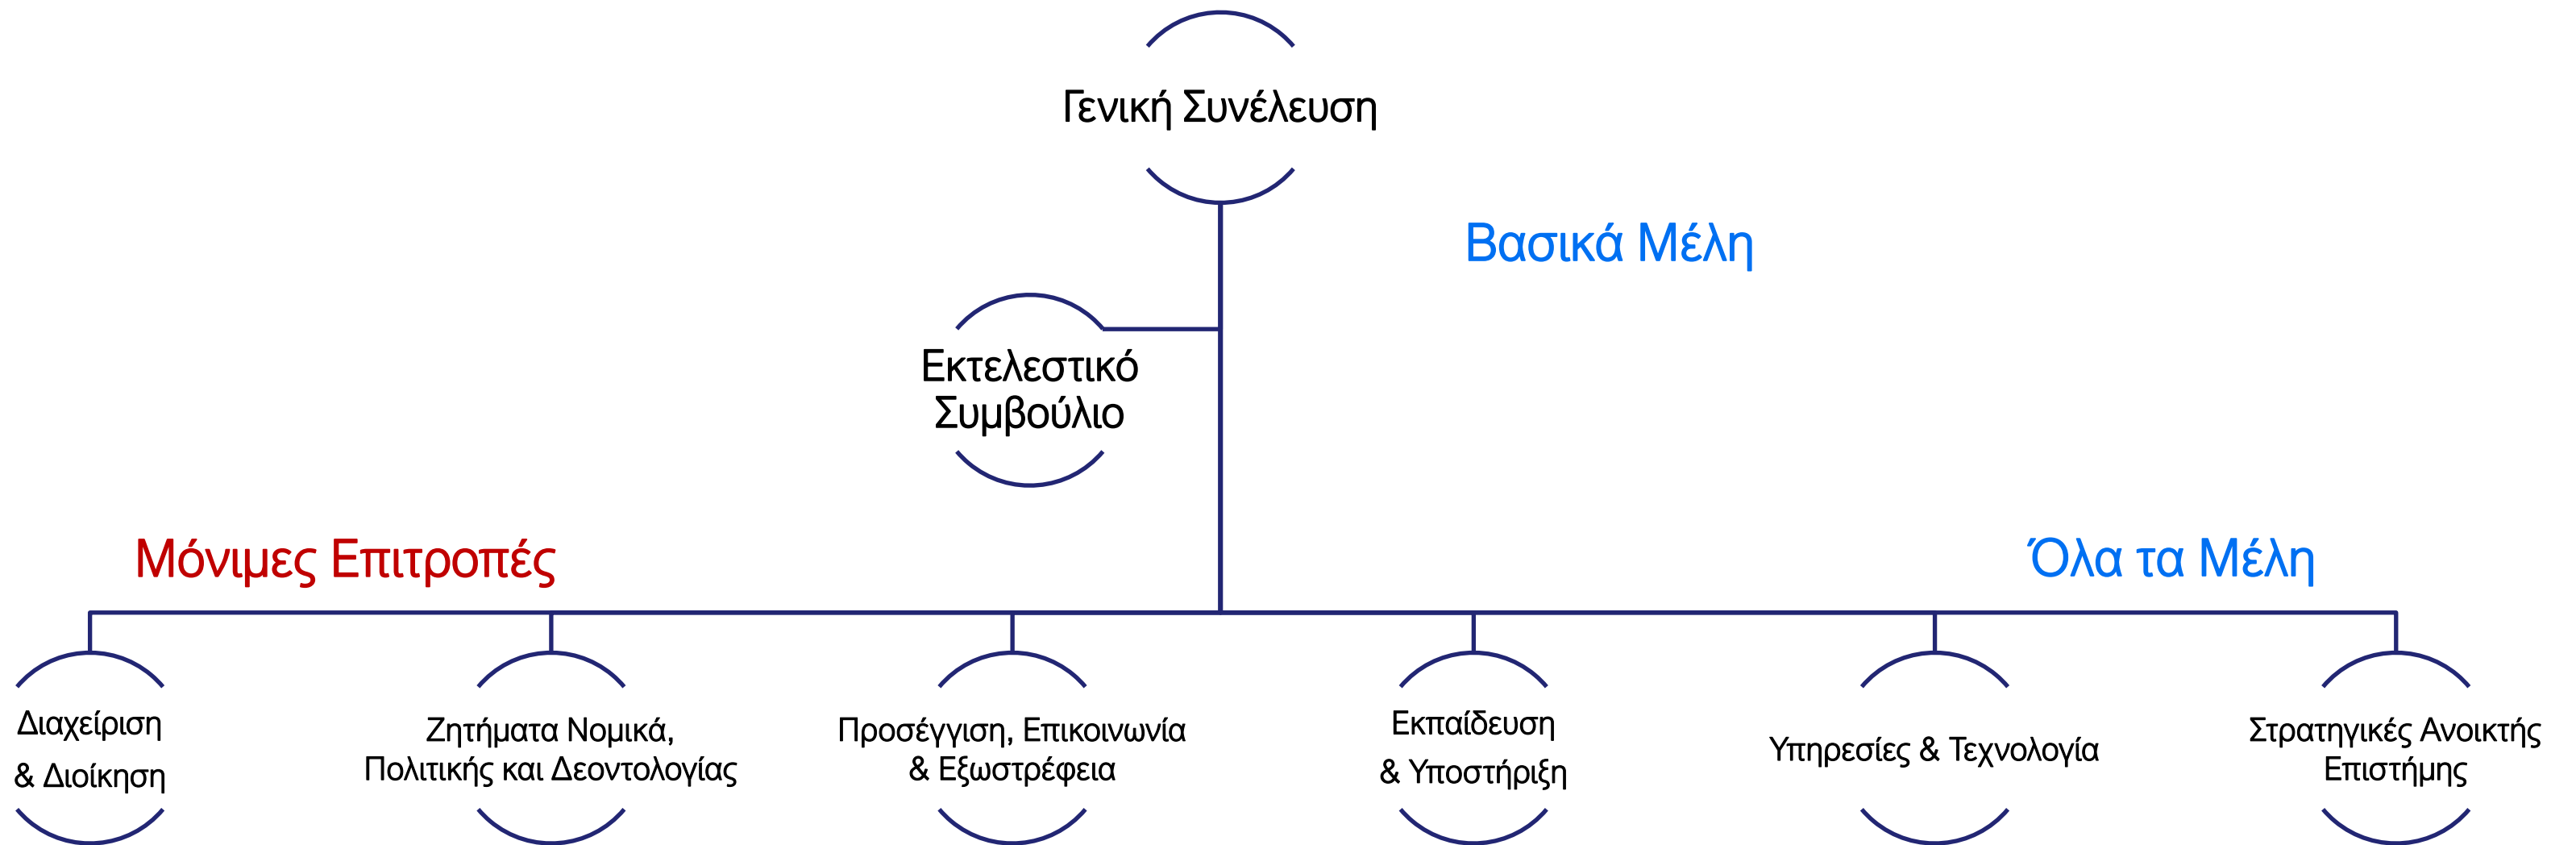 Γενική Συνέλευση
Βασικά Μέλη
Εκτελεστικό
Συμβούλιο
Μόνιμες Επιτροπές
Όλα τα Μέλη
Διαχείριση
& Διοίκηση
Ζητήματα Νομικά,
Πολιτικής και Δεοντολογίας
Προσέγγιση, Επικοινωνία
& Εξωστρέφεια
Εκπαίδευση
& Υποστήριξη
Υπηρεσίες & Τεχνολογία
Στρατηγικές Ανοικτής
Επιστήμης